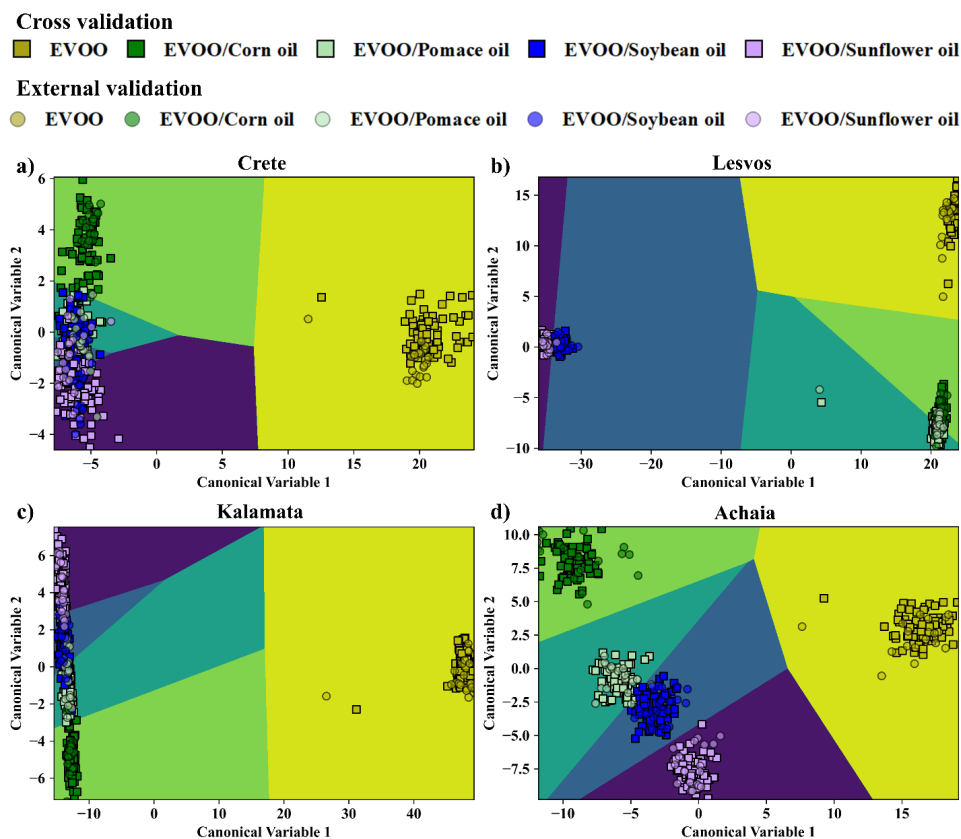 Cross validation
EVOO EVOO/Corn oil EVOO/Pomace oil EVOO/Soybean oil EVOO/Sunflower oil
External validation
EVOO EVOO/Corn oil EVOO/Pomace oil EVOO/Soybean oil EVOO/Sunflower oil
a) Crete
6
4
2
0
−2
−4
Canonical Variable 2
−5 0 5 10 15 20
Canonical Variable 1
b) Lesvos
15
10
5
0
−5
−10
Canonical Variable 2
−30 −20 −10 0 10 20
Canonical Variable 1
c) Kalamata
6
4
2
0
−2
−4
−6
Canonical Variable 2
−10 0 10 20 30 40
Canonical Variable 1
d) Achaia
10.0
7.5
5.0
2.5
0.0
−2.5
−5.0
−7.5
Canonical Variable 2
−10 −5 0 5 10 15
Canonical Variable 1